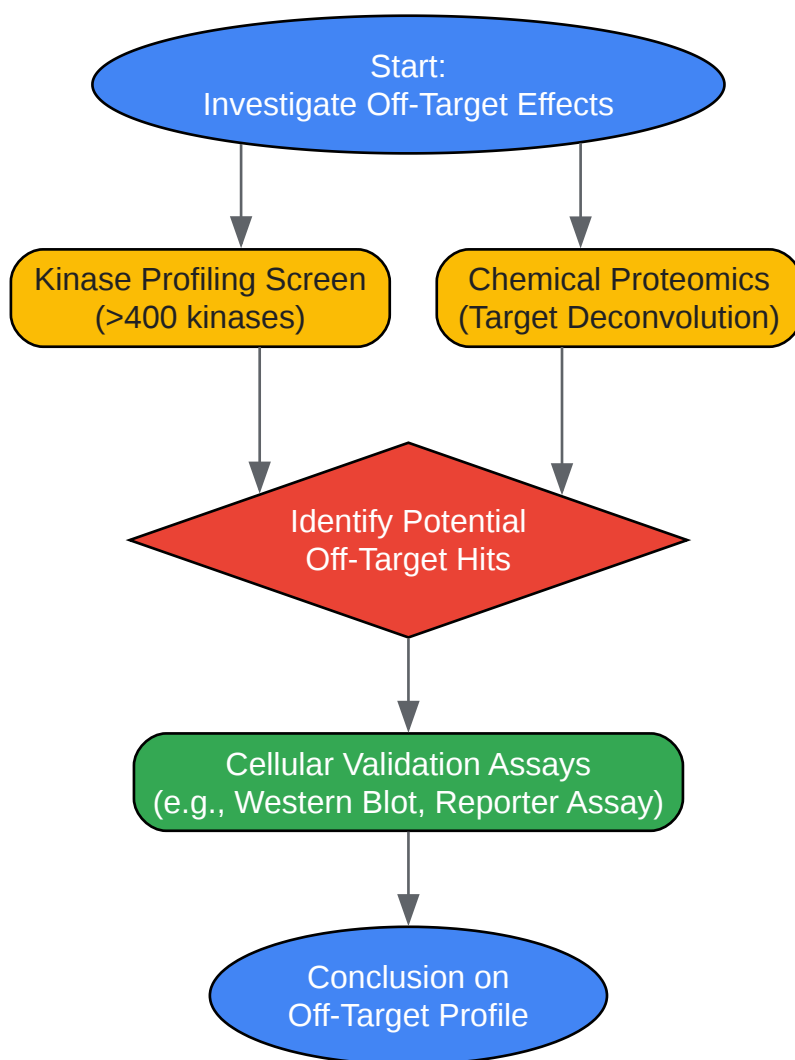 Start:
Investigate Off-Target Effects
Kinase Profiling Screen
(>400 kinases)
Chemical Proteomics
(Target Deconvolution)
Identify Potential
Off-Target Hits
Cellular Validation Assays
(e.g., Western Blot, Reporter Assay)
Conclusion on
Off-Target Profile